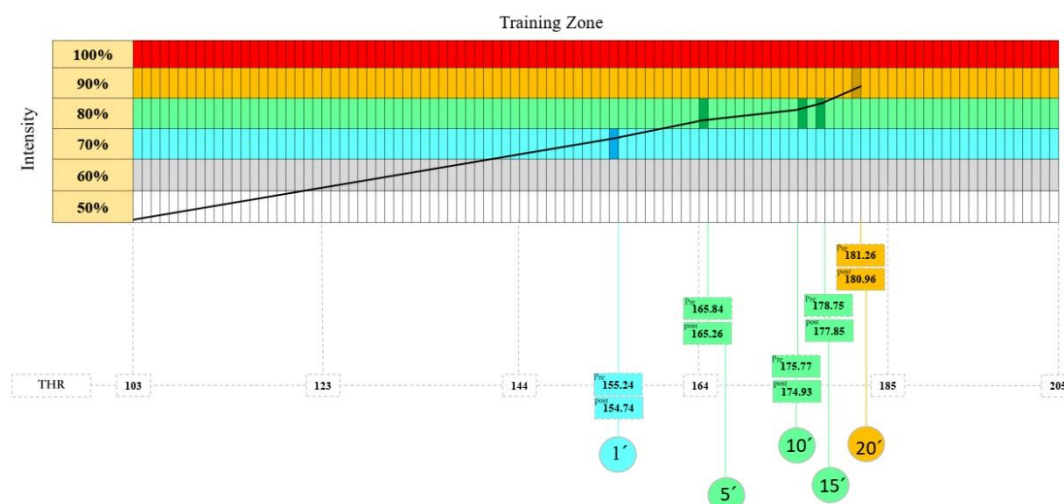 Training Zone
Intensity
100%
90%
80%
70%
60%
50%
Pre
181.26
post
180.96
Pre
165.84
post
165.26
Pre
178.75
post
177.85
Pre
175.77
post
174.93
Pre
155.24
post
154.74
THR
103
123
144
164
185
205
1´
5´
10´
15´
20´